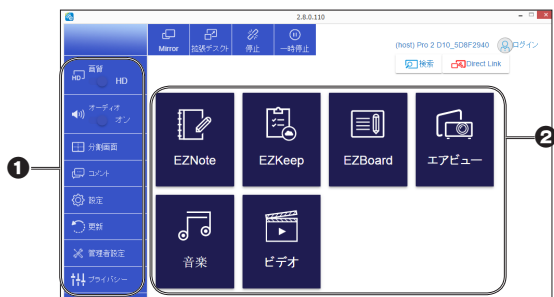 2.8.0.110
Mirror 拡張デスクト 停止 一時停止
(host) Pro 2 D10_5D8F2940 ログイン
検索 Direct Link
HD 画質 HD
オーディオ オン
分割画面
コメント
設定
更新
管理者設定
プライバシー
❶
❷
EZNote EZKeep EZBoard エアビュー
音楽 ビデオ